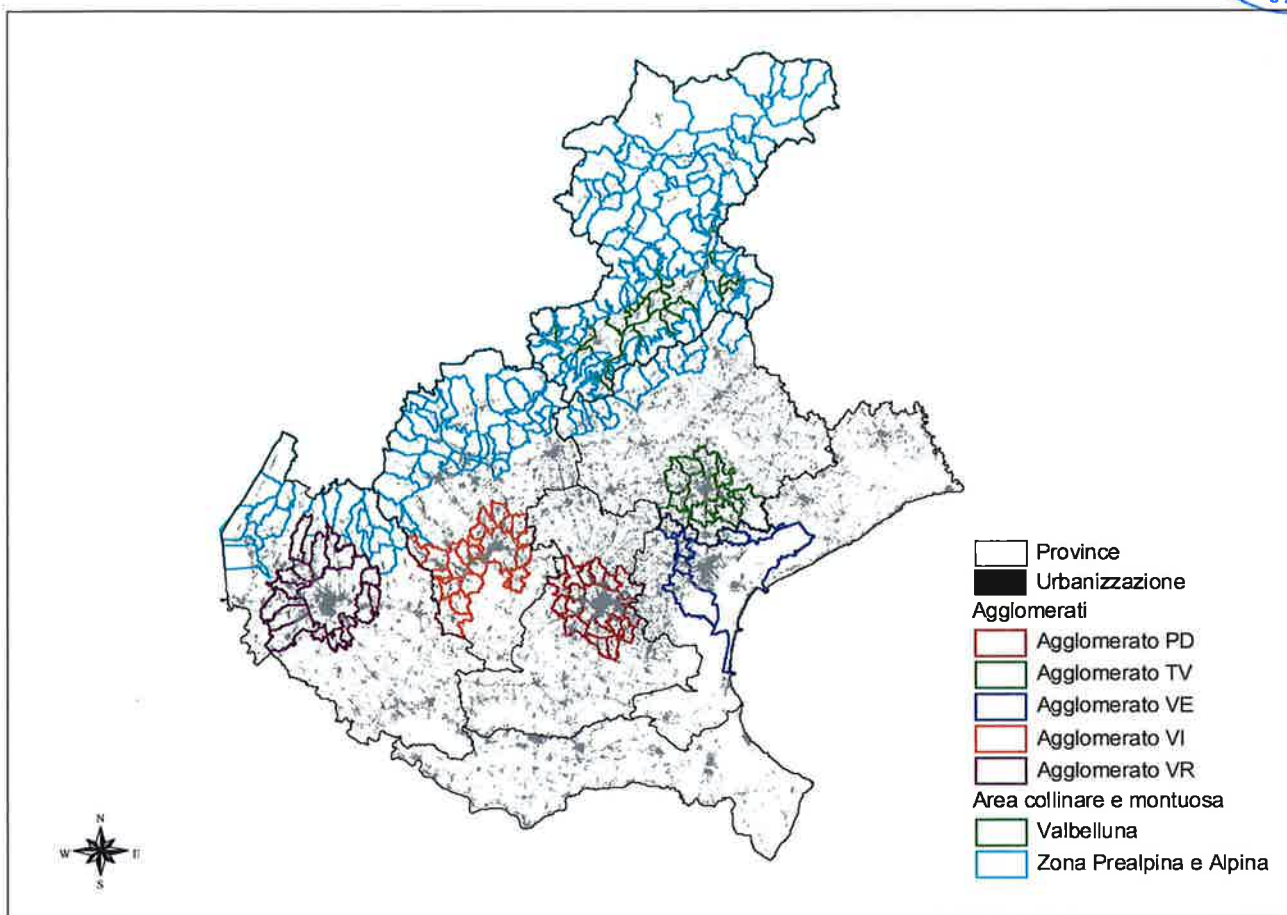 Province
Urbanizzazione
Agglomerati
Agglomerato PD
Agglomerato TV
Agglomerato VE
Agglomerato VI
Agglomerato VR
Area collinare e montuosa
Valbelluna
Zona Prealpina e Alpina
N
W
S